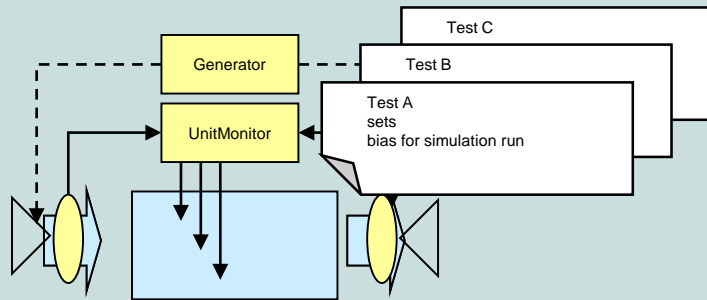 Test C
Generator
Test B
Test A
sets
bias for simulation run
UnitMonitor